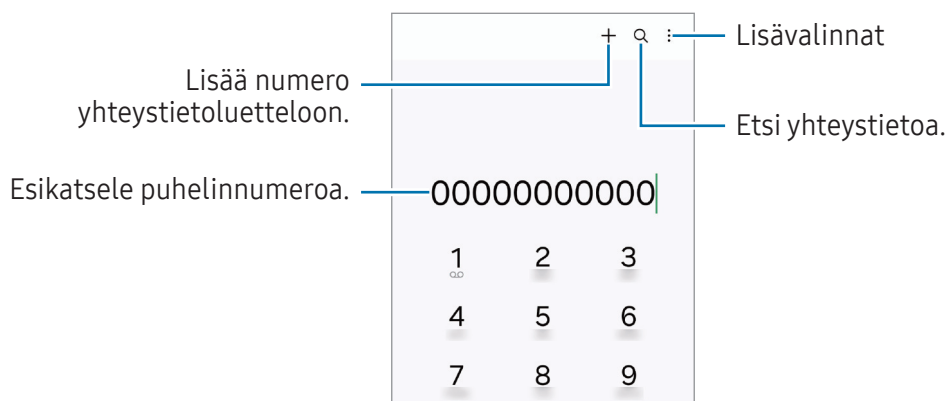 Lisävalinnat
Lisää numero
yhteystietoluetteloon.
Etsi yhteystietoa.
Esikatsele puhelinnumeroa.
00000000000
1 2 3
4 5 6
7 8 9